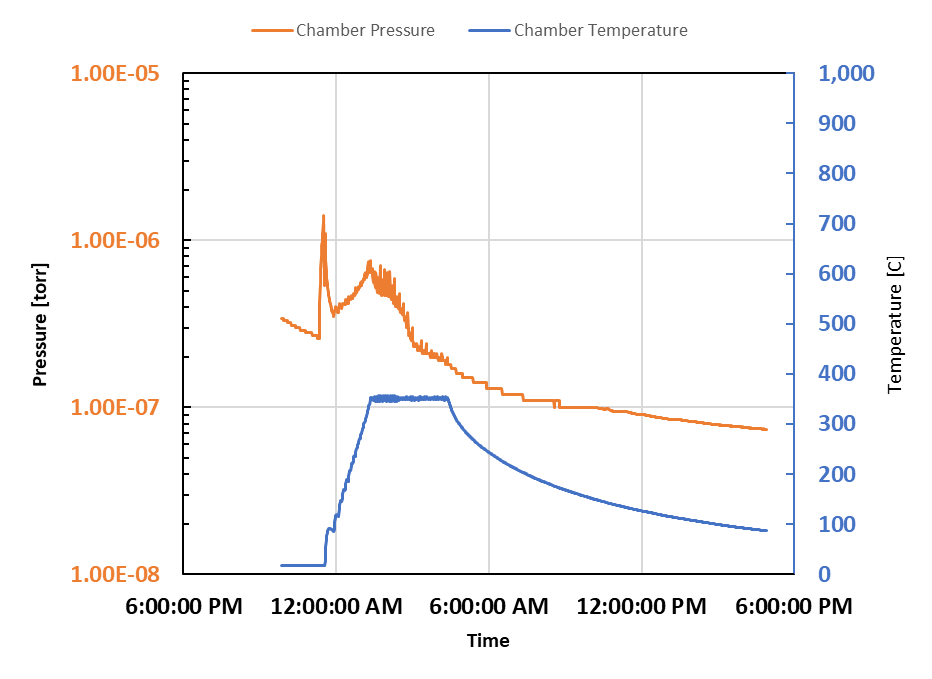 Chamber Pressure Chamber Temperature
1.00E-05 1,000
900
800
700
1.00E-06
600
500
400
1.00E-07
300
200
100
1.00E-08 0
Pressure [torr]
Temperature [C]
6:00:00 PM 12:00:00 AM 6:00:00 AM 12:00:00 PM 6:00:00 PM
Time